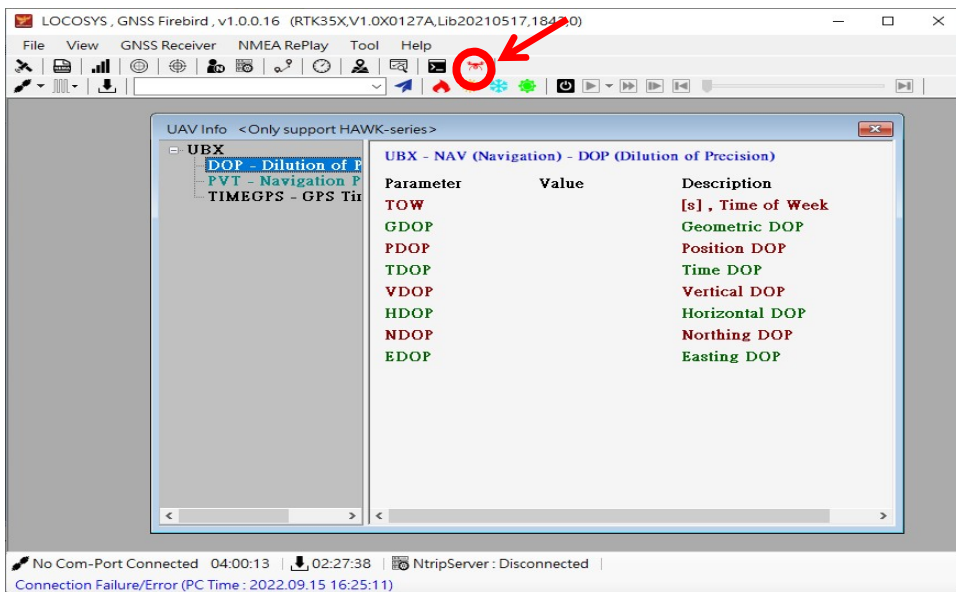 LOCOSYS , GNSS Firebird , v1.0.0.16 (RTK35X,V1.0X0127A,Lib20210517,1847,0)
File View GNSS Receiver NMEA RePlay Tool Help
UAV Info <Only support HAWK-series>
UBX
DOP - Dilution of P
PVT - Navigation P
TIMEGPS - GPS Tir
UBX - NAV (Navigation) - DOP (Dilution of Precision)
Parameter Value Description
TOW [s] , Time of Week
GDOP Geometric DOP
PDOP Position DOP
TDOP Time DOP
VDOP Vertical DOP
HDOP Horizontal DOP
NDOP Northing DOP
EDOP Easting DOP
No Com-Port Connected 04:00:13 02:27:38 NtripServer : Disconnected
Connection Failure/Error (PC Time : 2022.09.15 16:25:11)